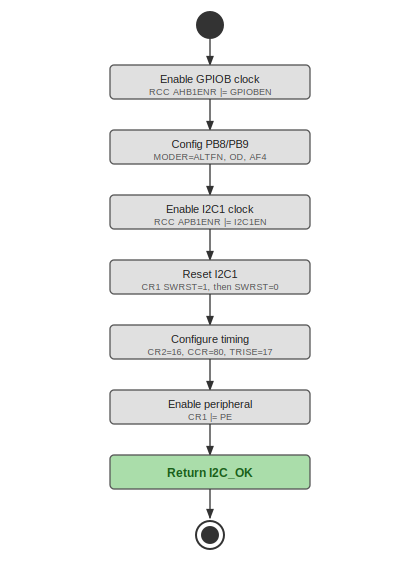 Enable GPIOB clock
RCC AHB1ENR |= GPIOBEN
Config PB8/PB9
MODER=ALTFN, OD, AF4
Enable I2C1 clock
RCC APB1ENR |= I2C1EN
Reset I2C1
CR1 SWRST=1, then SWRST=0
Configure timing
CR2=16, CCR=80, TRISE=17
Enable peripheral
CR1 |= PE
Return I2C_OK